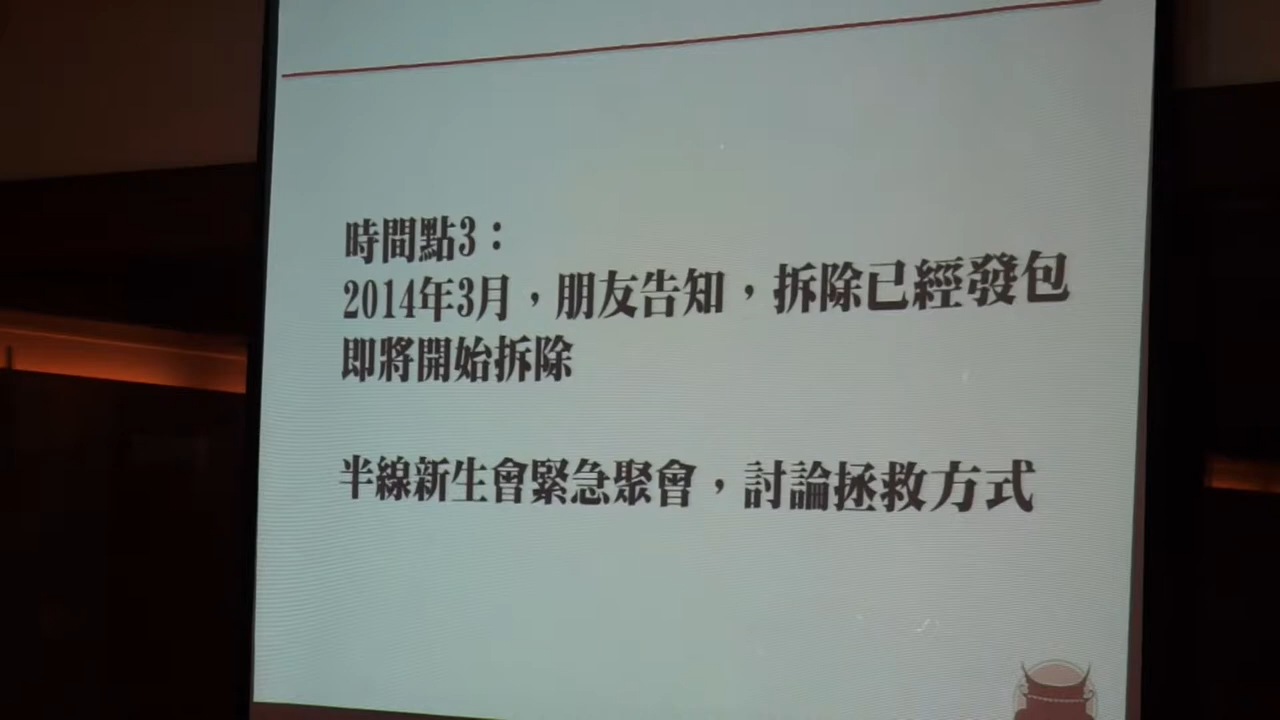 時間點3：
2014年3月，朋友告知，拆除已經發包
即將開始拆除
半線新生會緊急聚會，討論拯救方式